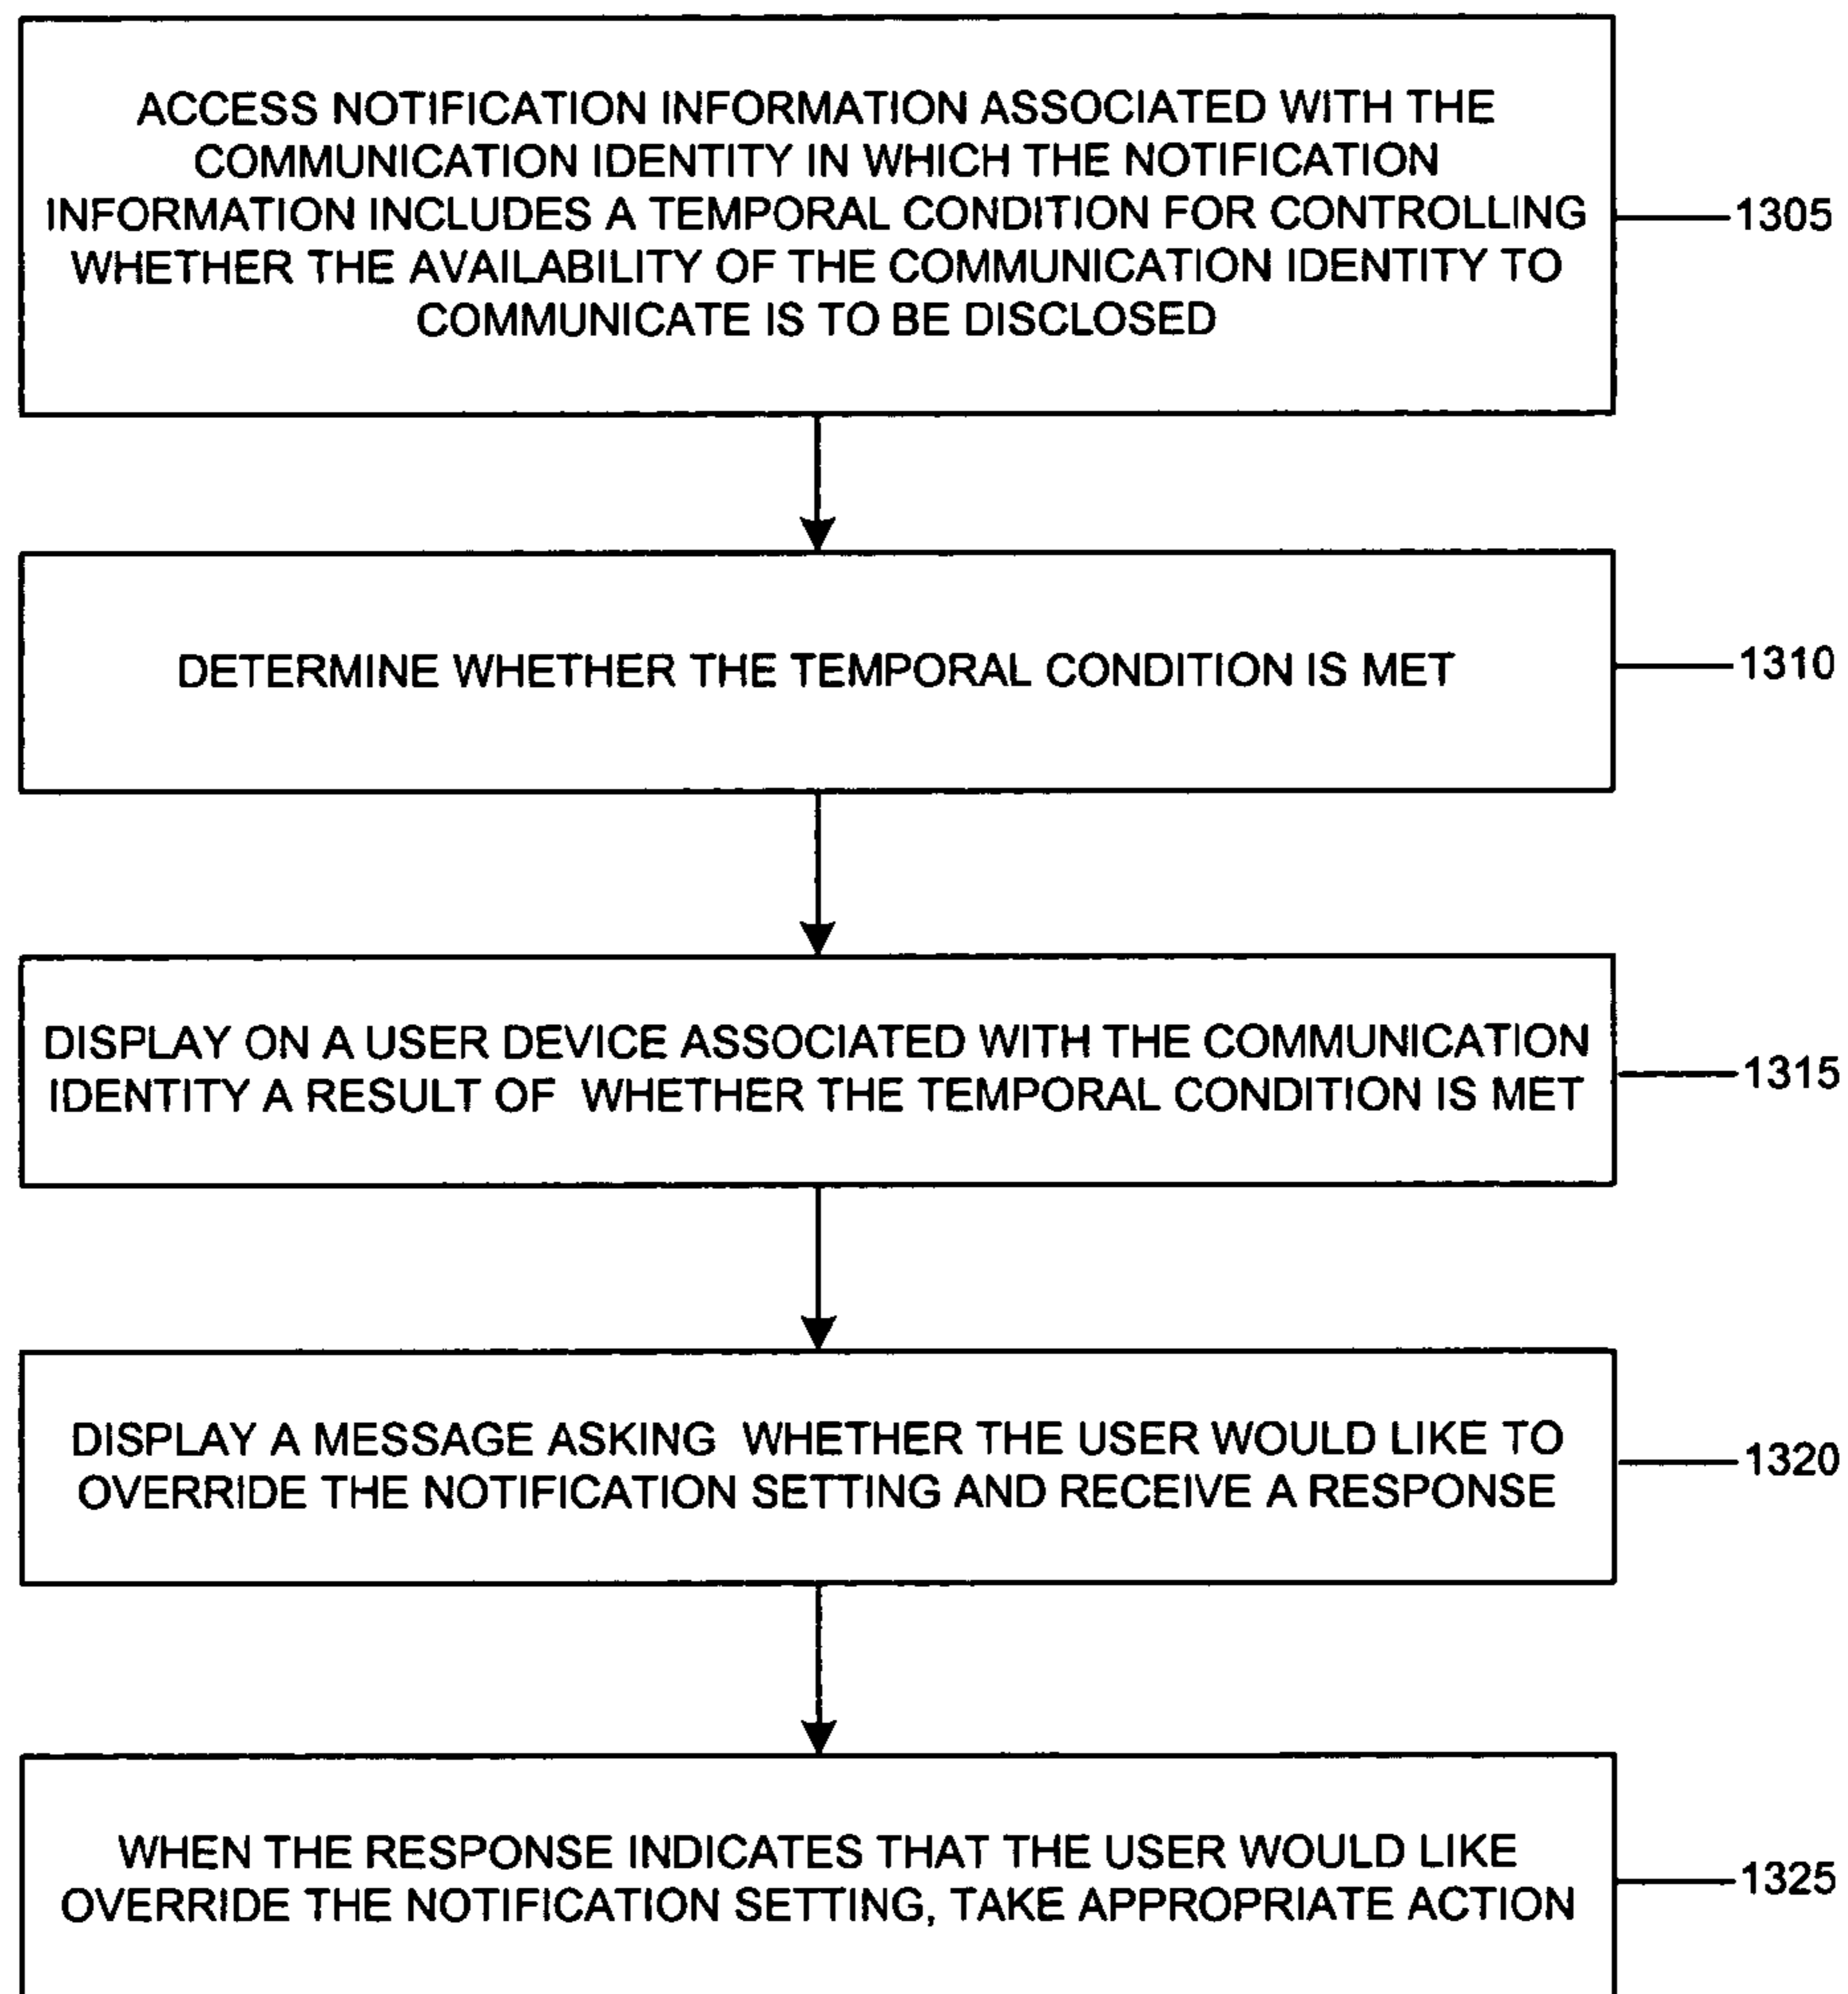 ACCESS NOTIFICATION INFORMATION ASSOCIATED WITH THE
COMMUNICATION IDENTITY IN WHICH THE NOTIFICATION
INFORMATION INCLUDES A TEMPORAL CONDITION FOR CONTROLLING
WHETHER THE AVAILABILITY OF THE COMMUNICATION IDENTITY TO
COMMUNICATE IS TO BE DISCLOSED
1305
DETERMINE WHETHER THE TEMPORAL CONDITION IS MET
1310
DISPLAY ON A USER DEVICE ASSOCIATED WITH THE COMMUNICATION
IDENTITY A RESULT OF WHETHER THE TEMPORAL CONDITION IS MET
1315
DISPLAY A MESSAGE ASKING WHETHER THE USER WOULD LIKE TO
OVERRIDE THE NOTIFICATION SETTING AND RECEIVE A RESPONSE
1320
WHEN THE RESPONSE INDICATES THAT THE USER WOULD LIKE
OVERRIDE THE NOTIFICATION SETTING, TAKE APPROPRIATE ACTION
1325